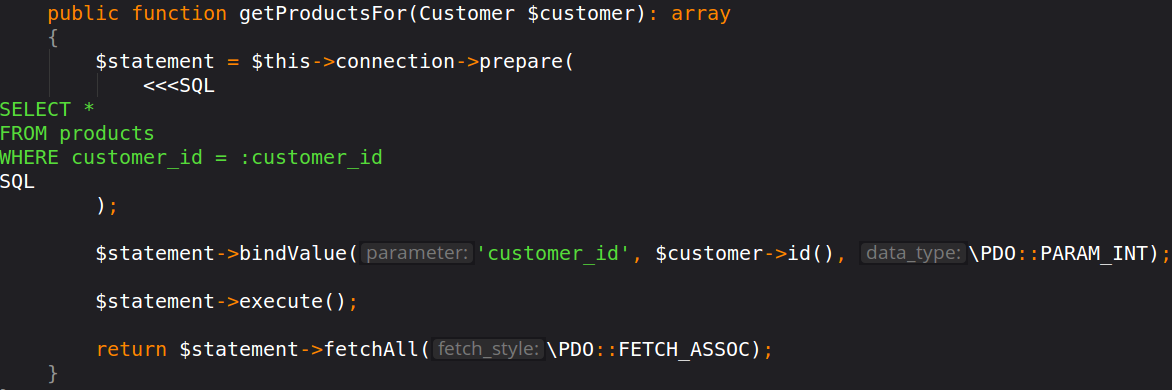 public function getProductsFor(Customer $customer): array
{
$statement = $this->connection->prepare(
<<<SQL
SELECT *
FROM products
WHERE customer_id = :customer_id
SQL
);
$statement->bindValue( parameter: 'customer_id', $customer->id(), data_type: \PDO::PARAM_INT);
$statement->execute();
return $statement->fetchAll( fetch_style: \PDO::FETCH_ASSOC);
}